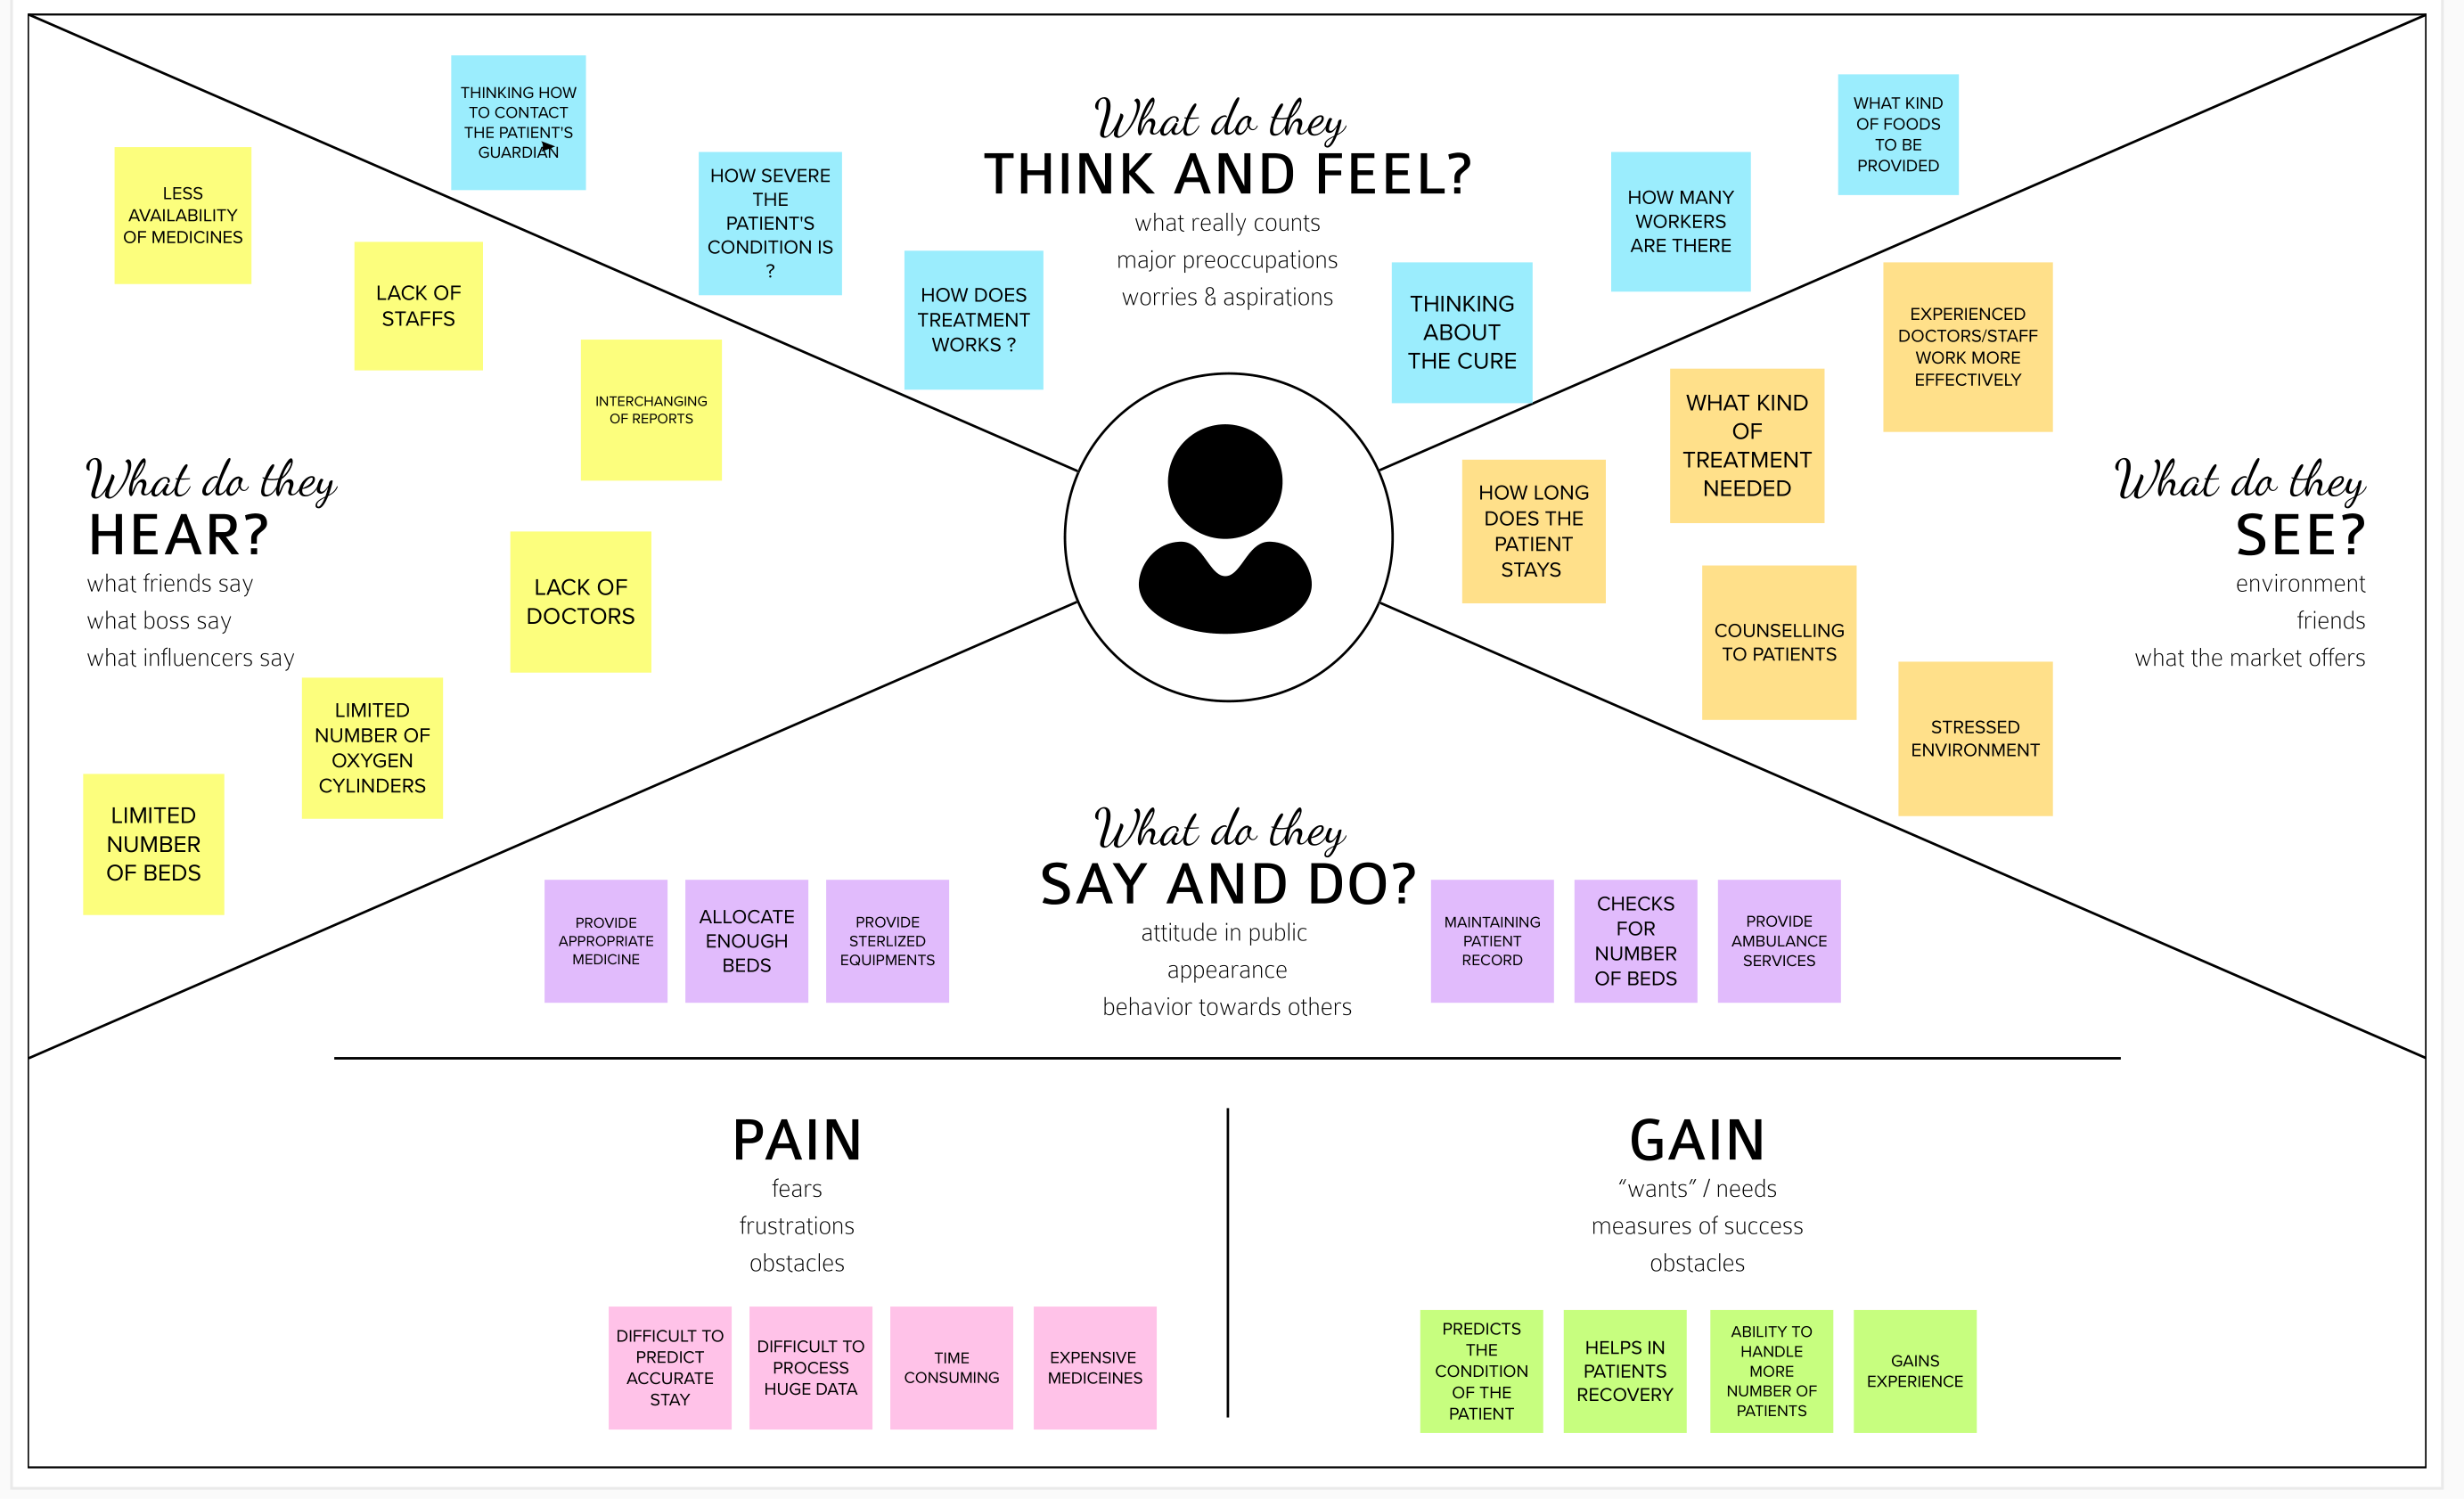 What do they
THINK AND FEEL?
what really counts
major preoccupations
worries & aspirations
THINKING HOW
TO CONTACT
THE PATIENT'S
GUARDIAN
HOW SEVERE
THE
PATIENT'S
CONDITION IS
?
HOW DOES
TREATMENT
WORKS ?
THINKING
ABOUT
THE CURE
HOW MANY
WORKERS
ARE THERE
WHAT KIND
OF FOODS
TO BE
PROVIDED
What do they
HEAR?
what friends say
what boss say
what influencers say
LESS
AVAILABILITY
OF MEDICINES
LACK OF
STAFFS
INTERCHANGING
OF REPORTS
LACK OF
DOCTORS
LIMITED
NUMBER OF
OXYGEN
CYLINDERS
LIMITED
NUMBER
OF BEDS
What do they
SEE?
environment
friends
what the market offers
EXPERIENCED
DOCTORS/STAFF
WORK MORE
EFFECTIVELY
WHAT KIND
OF
TREATMENT
NEEDED
HOW LONG
DOES THE
PATIENT
STAYS
COUNSELLING
TO PATIENTS
STRESSED
ENVIRONMENT
What do they
SAY AND DO?
attitude in public
appearance
behavior towards others
PROVIDE
APPROPRIATE
MEDICINE
ALLOCATE
ENOUGH
BEDS
PROVIDE
STERLIZED
EQUIPMENTS
MAINTAINING
PATIENT
RECORD
CHECKS
FOR
NUMBER
OF BEDS
PROVIDE
AMBULANCE
SERVICES
PAIN
fears
frustrations
obstacles
DIFFICULT TO
PREDICT
ACCURATE
STAY
DIFFICULT TO
PROCESS
HUGE DATA
TIME
CONSUMING
EXPENSIVE
MEDICEINES
GAIN
“wants” / needs
measures of success
obstacles
PREDICTS
THE
CONDITION
OF THE
PATIENT
HELPS IN
PATIENTS
RECOVERY
ABILITY TO
HANDLE
MORE
NUMBER OF
PATIENTS
GAINS
EXPERIENCE